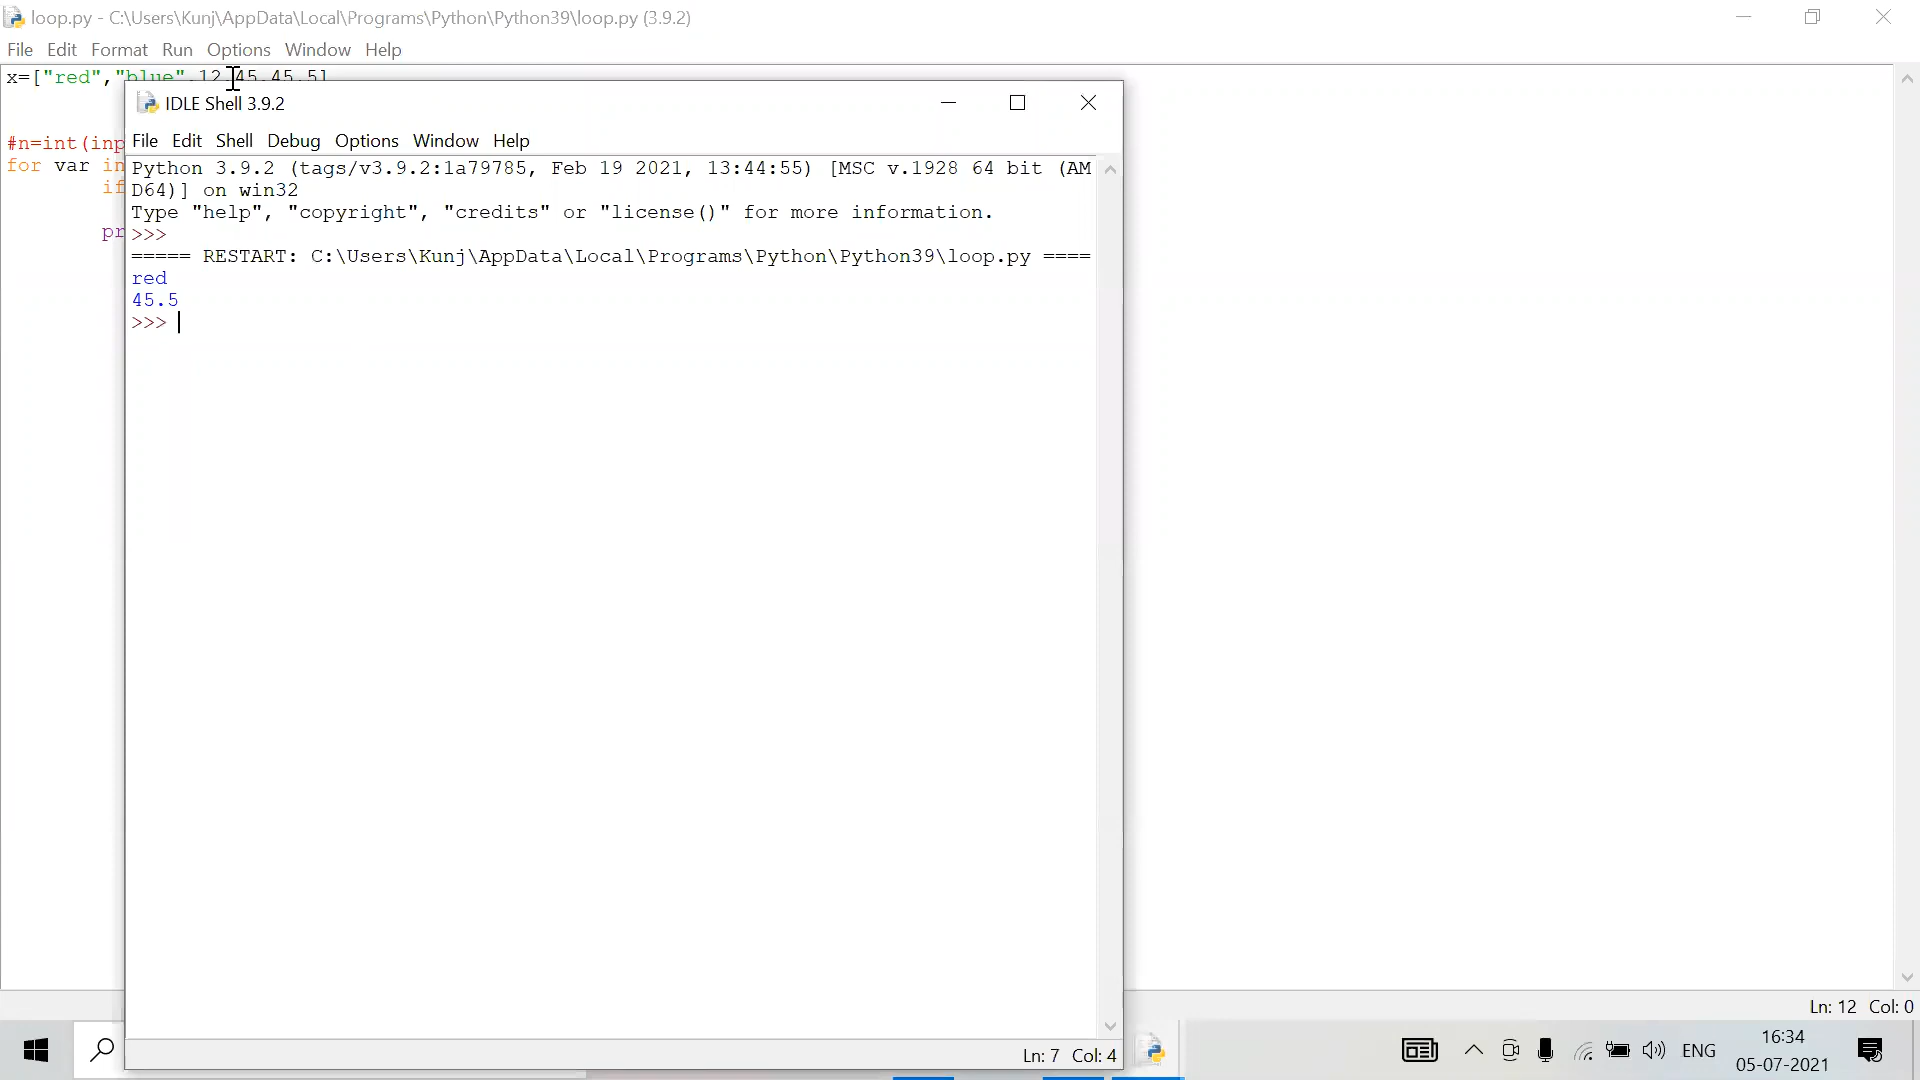 loop.py - C:\Users\Kunj\AppData\Local\Programs\Python\Python39\loop.py (3.9.2)
File Edit Format Run Options Window Help
x=["red","blue",12,45,45.5]
#n=int(inp
for var in
if
pr
IDLE Shell 3.9.2
File Edit Shell Debug Options Window Help
Python 3.9.2 (tags/v3.9.2:1a79785, Feb 19 2021, 13:44:55) [MSC v.1928 64 bit (AM
D64)] on win32
Type "help", "copyright", "credits" or "license()" for more information.
>>>
===== RESTART: C:\Users\Kunj\AppData\Local\Programs\Python\Python39\loop.py ====
red
45.5
>>>
Ln: 7 Col: 4
Ln: 12 Col: 0
ENG
16:34
05-07-2021